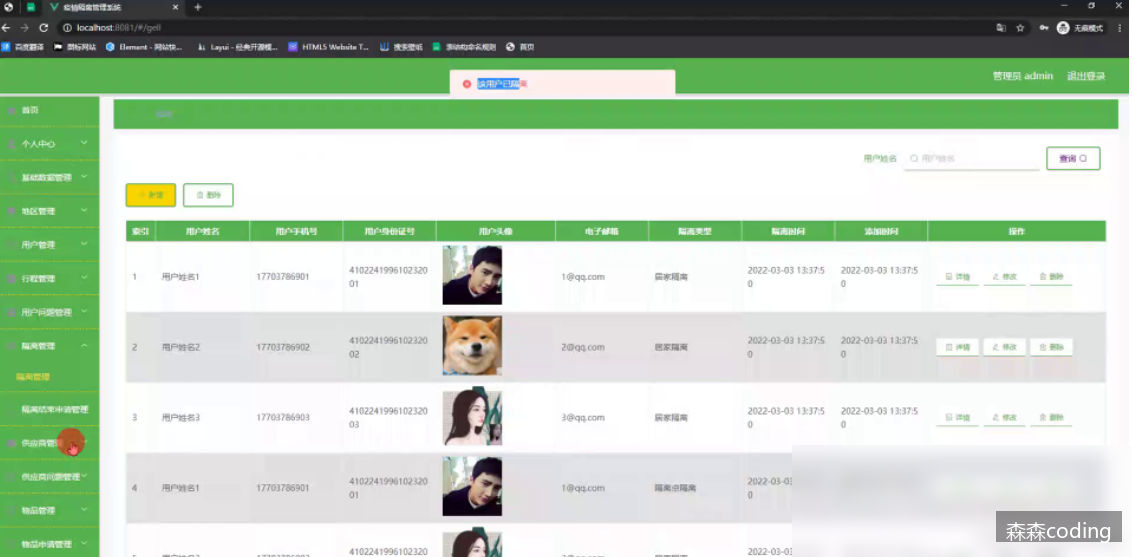 疫情隔离管理系统
localhost:8081/#/geli
无痕模式
百度翻译 图标网站 Element - 网站快... Layui - 经典开源模... HTML5 Website T... 搜索壁纸 首页
该用户已隔离
管理员 admin 退出登录
首页
个人中心
基础数据管理
地区管理
用户管理
行程管理
用户问题管理
隔离管理
隔离管理
隔离结束申请管理
供应商管
供应商问题管理
物品管理
物品申请管理
用户姓名 用户姓名 查询
新增 删除
索引 用户姓名 用户手机号 用户身份证号 用户头像 电子邮箱 隔离类型 隔离时间 添加时间 操作
1 用户姓名1 17703786901 410224199610232001 1@qq.com 居家隔离 2022-03-03 13:37:50 2022-03-03 13:37:50 详情 修改 删除
2 用户姓名2 17703786902 410224199610232002 2@qq.com 居家隔离 2022-03-03 13:37:50 2022-03-03 13:37:50 详情 修改 删除
3 用户姓名3 17703786903 410224199610232003 3@qq.com 居家隔离 2022-03-03 13:37:50 2022-03-03 13:37:50 详情 修改 删除
4 用户姓名1 17703786901 410224199610232001 1@qq.com 隔离点隔离 2022-03-03
森森coding